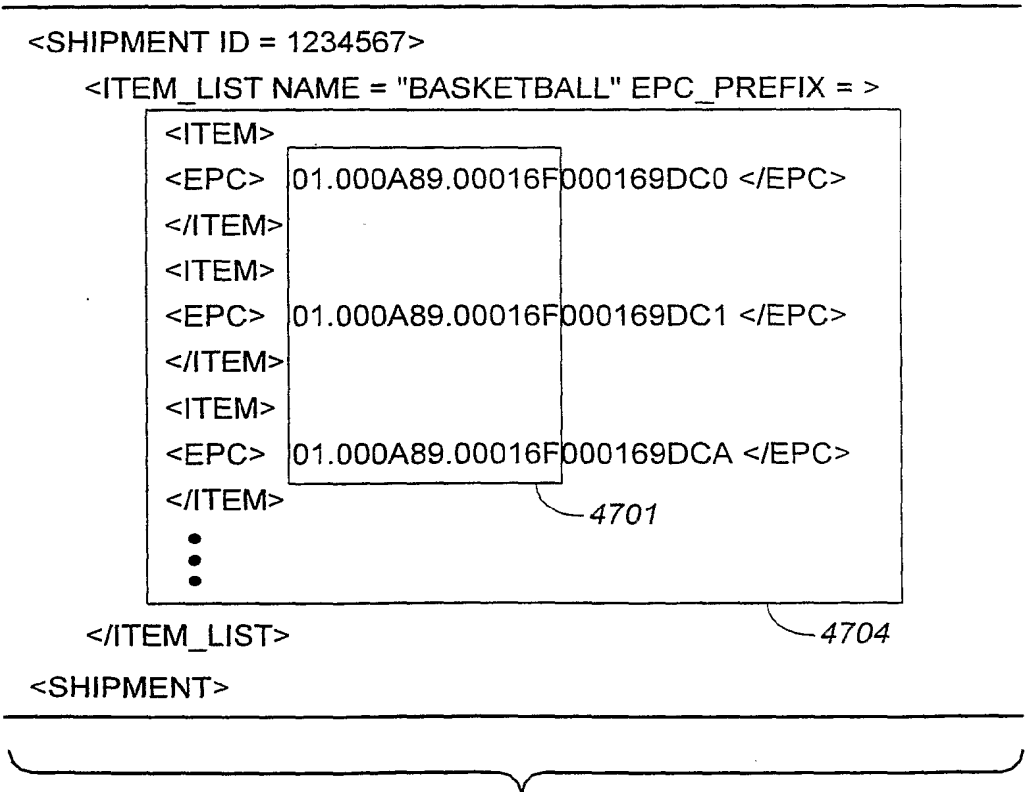 <SHIPMENT ID = 1234567>
<ITEM_LIST NAME = "BASKETBALL" EPC_PREFIX = >
<ITEM>
<EPC> 01.000A89.00016F000169DC0 </EPC>
</ITEM>
<ITEM>
<EPC> 01.000A89.00016F000169DC1 </EPC>
</ITEM>
<ITEM>
<EPC> 01.000A89.00016F000169DCA </EPC>
</ITEM>
4701
</ITEM_LIST>
4704
<SHIPMENT>